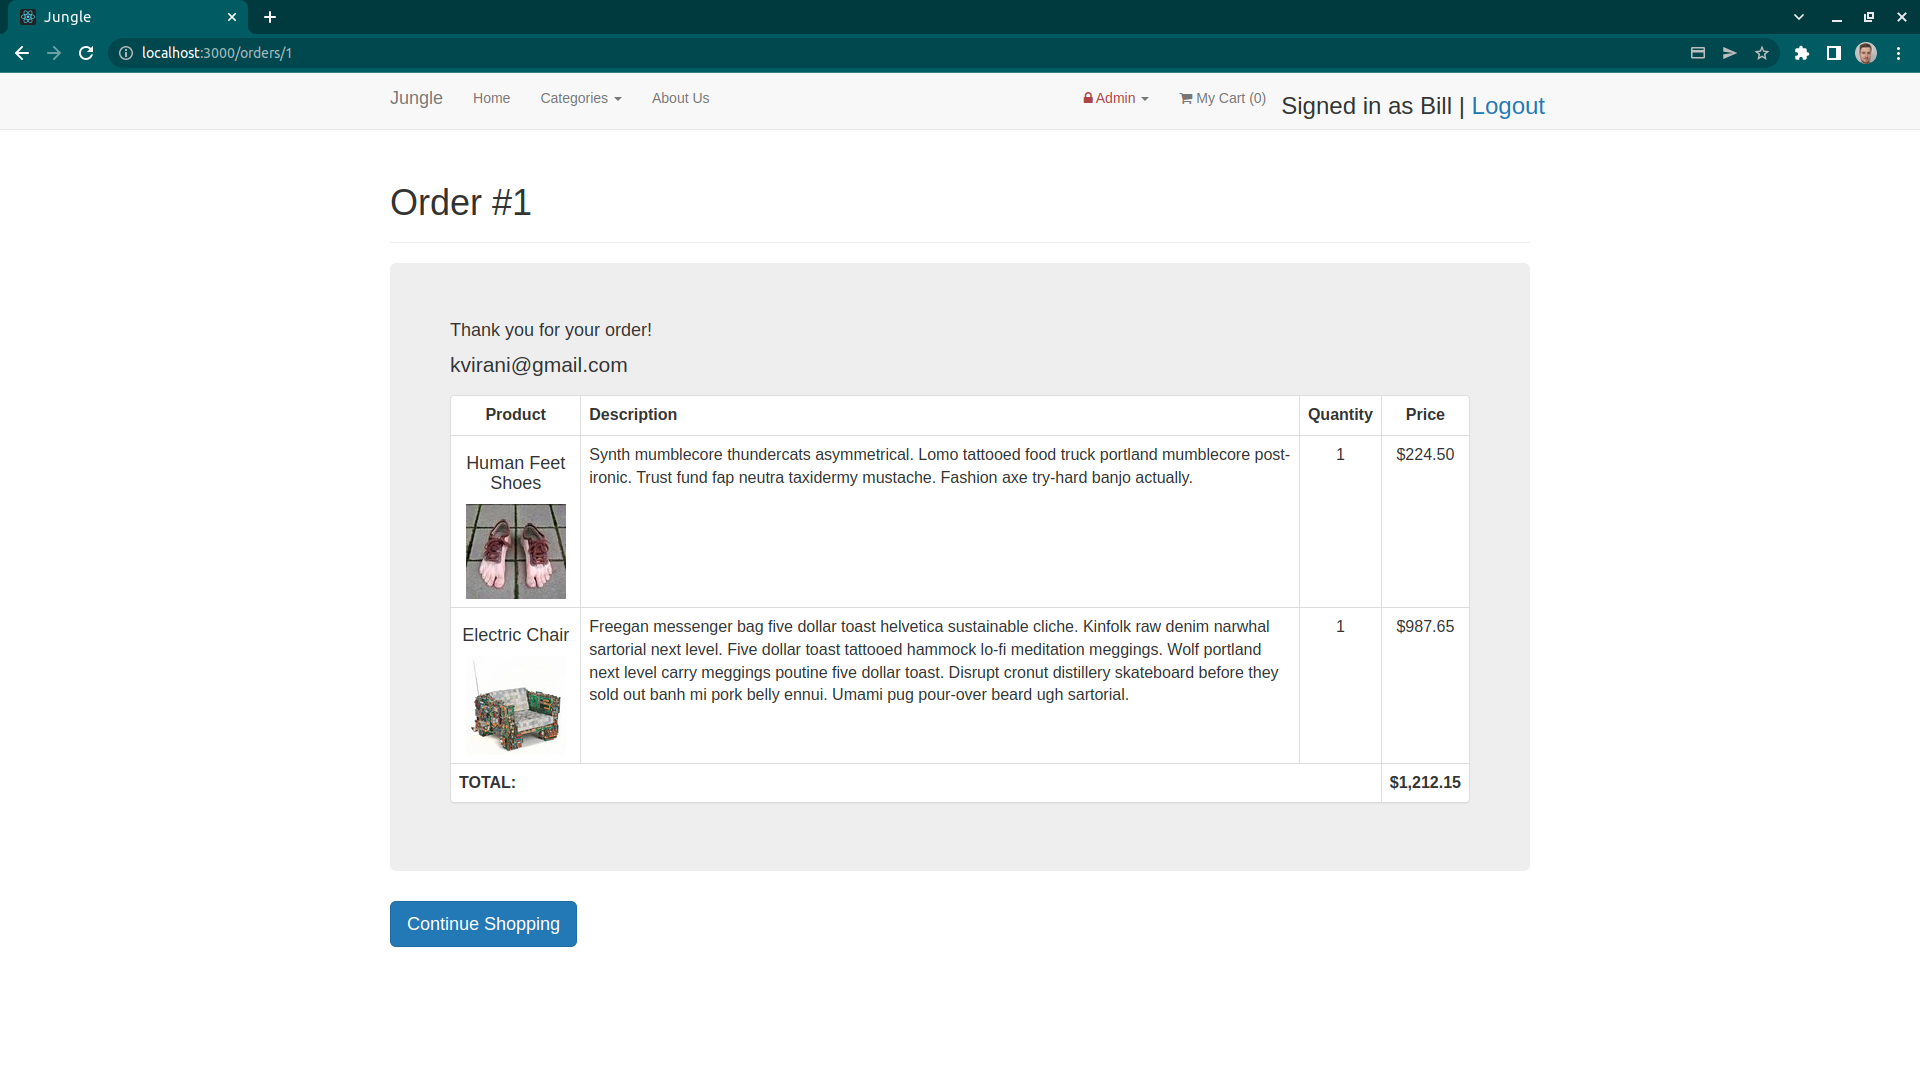 Jungle
localhost:3000/orders/1
Jungle Home Categories About Us Admin My Cart (0) Signed in as Bill | Logout
Order #1
Thank you for your order!
kvirani@gmail.com
Product Description Quantity Price
Human Feet Shoes
Synth mumblecore thundercats asymmetrical. Lomo tattooed food truck portland mumblecore post-
ironic. Trust fund fap neutra taxidermy mustache. Fashion axe try-hard banjo actually.
1
$224.50
Electric Chair
Freegan messenger bag five dollar toast helvetica sustainable cliche. Kinfolk raw denim narwhal
sartorial next level. Five dollar toast tattooed hammock lo-fi meditation meggings. Wolf portland
next level carry meggings poutine five dollar toast. Disrupt cronut distillery skateboard before they
sold out banh mi pork belly ennui. Umami pug pour-over beard ugh sartorial.
1
$987.65
TOTAL: $1,212.15
Continue Shopping